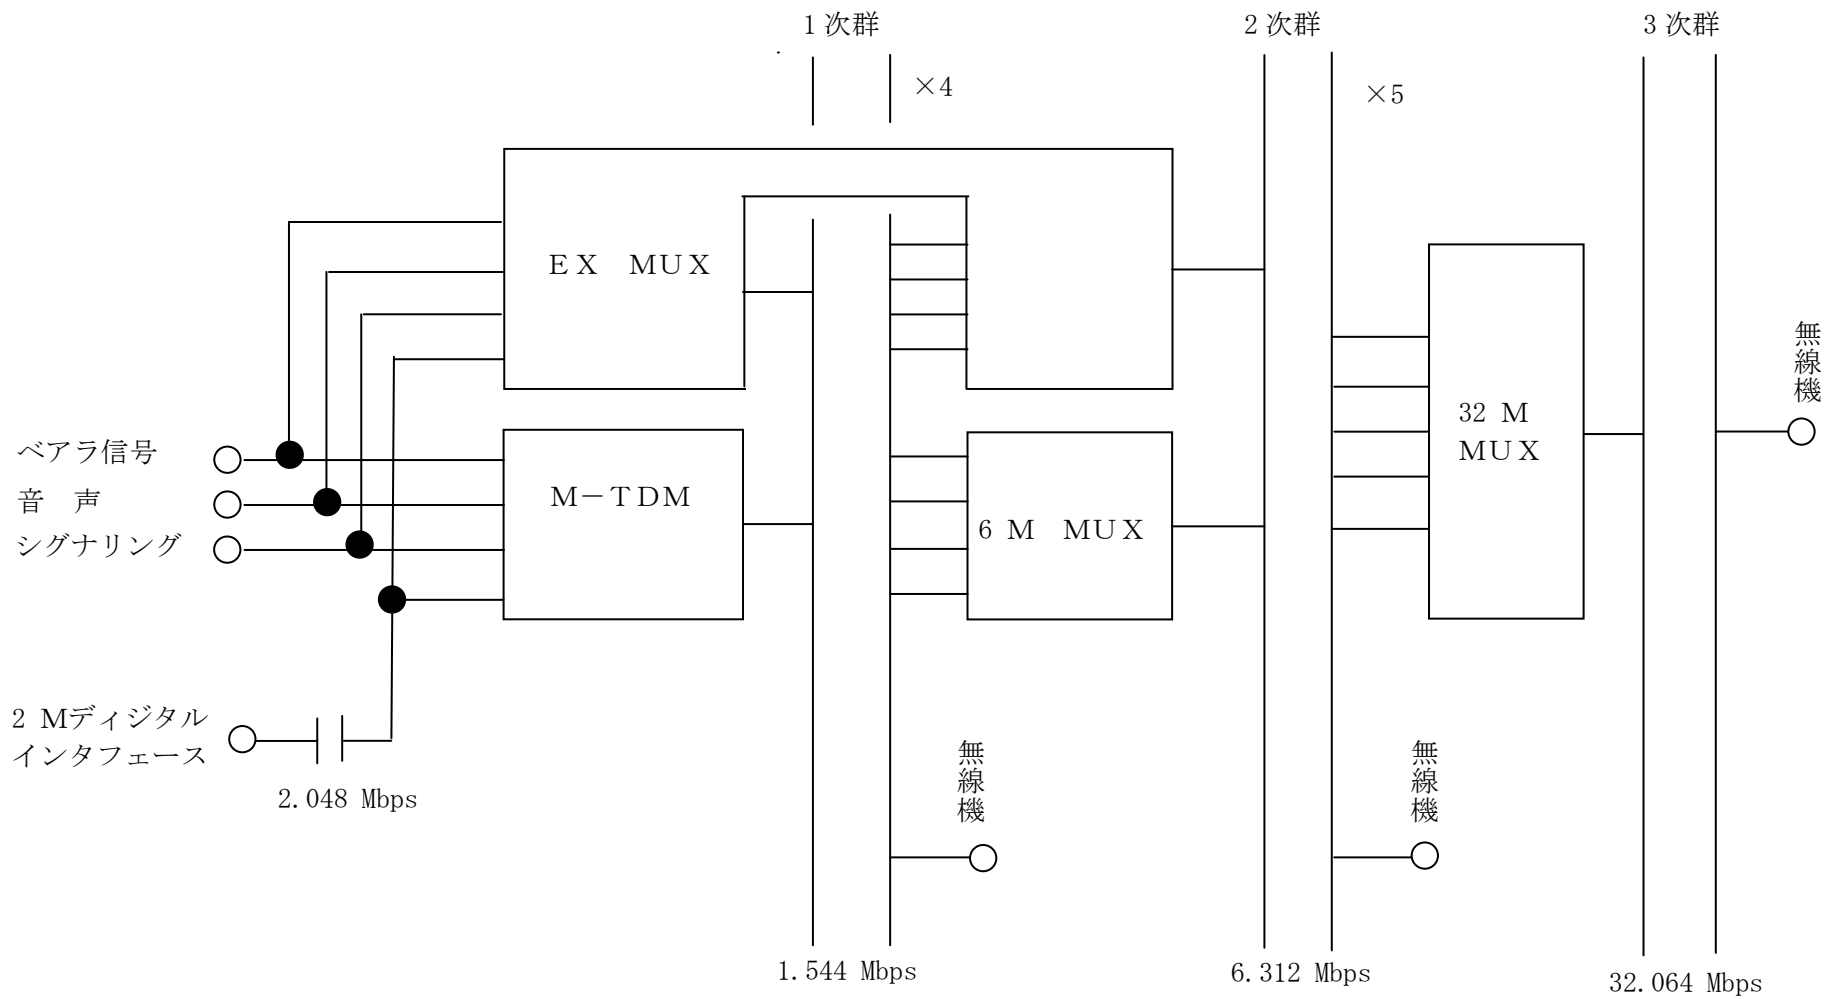 1 次群
2 次群
3 次群
×4
×5
ＥＸ　ＭＵＸ
無線機
32 Ｍ
ＭＵＸ
ベアラ信号
音　声
シグナリング
Ｍ－ＴＤＭ
6 Ｍ　ＭＵＸ
2 Ｍディジタル
インタフェース
2.048 Mbps
無線機
無線機
1.544 Mbps
6.312 Mbps
32.064 Mbps